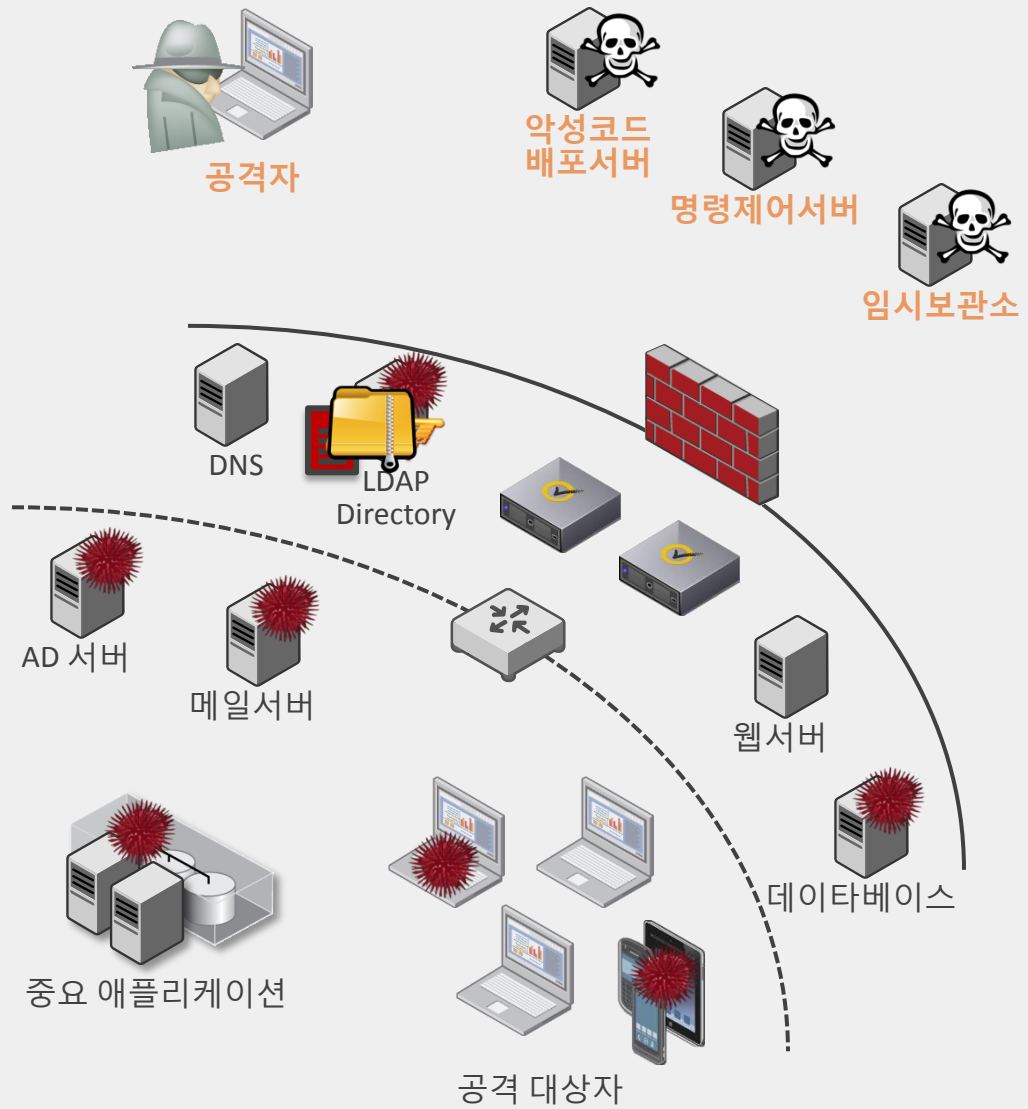 공격자
악성코드
배포서버
명령제어서버
임시보관소
DNS
LDAP
Directory
AD 서버
메일서버
웹서버
데이타베이스
중요 애플리케이션
공격 대상자